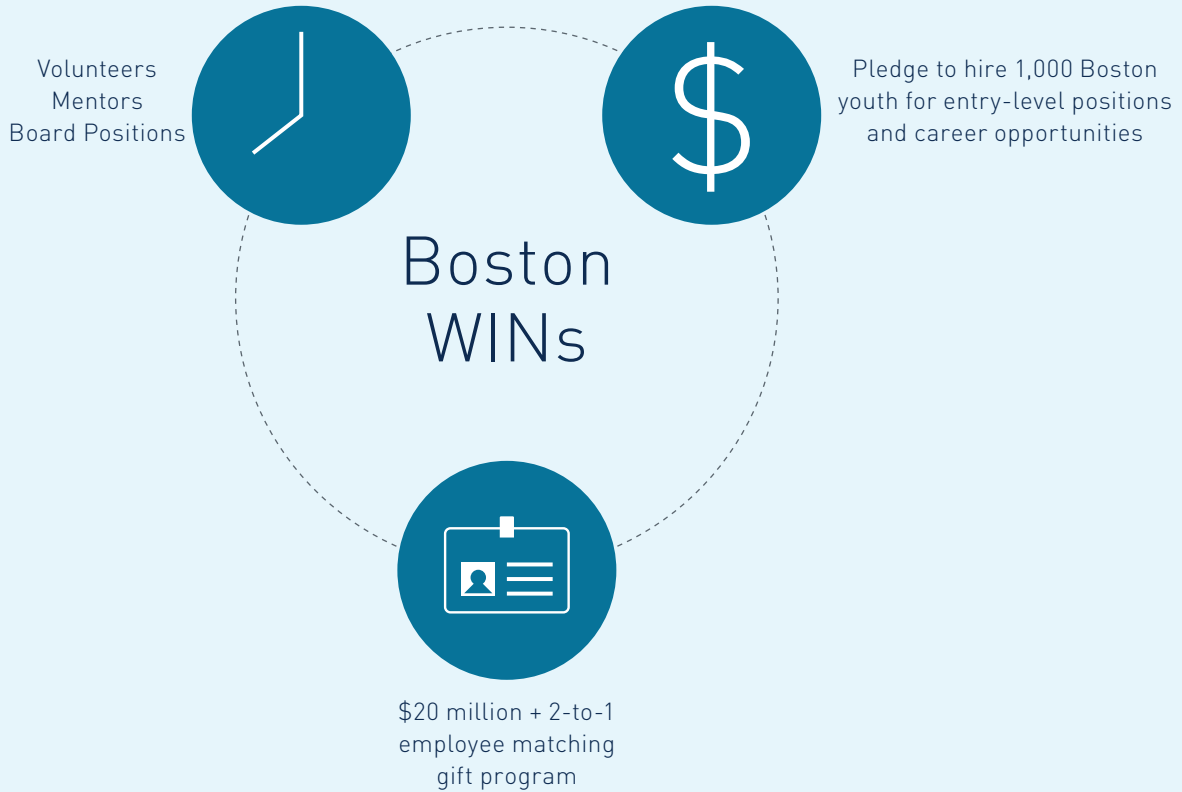 Volunteers
Mentors
Board Positions
Pledge to hire 1,000 Boston
youth for entry-level positions
and career opportunities
Boston
WINs
$20 million + 2-to-1
employee matching
gift program